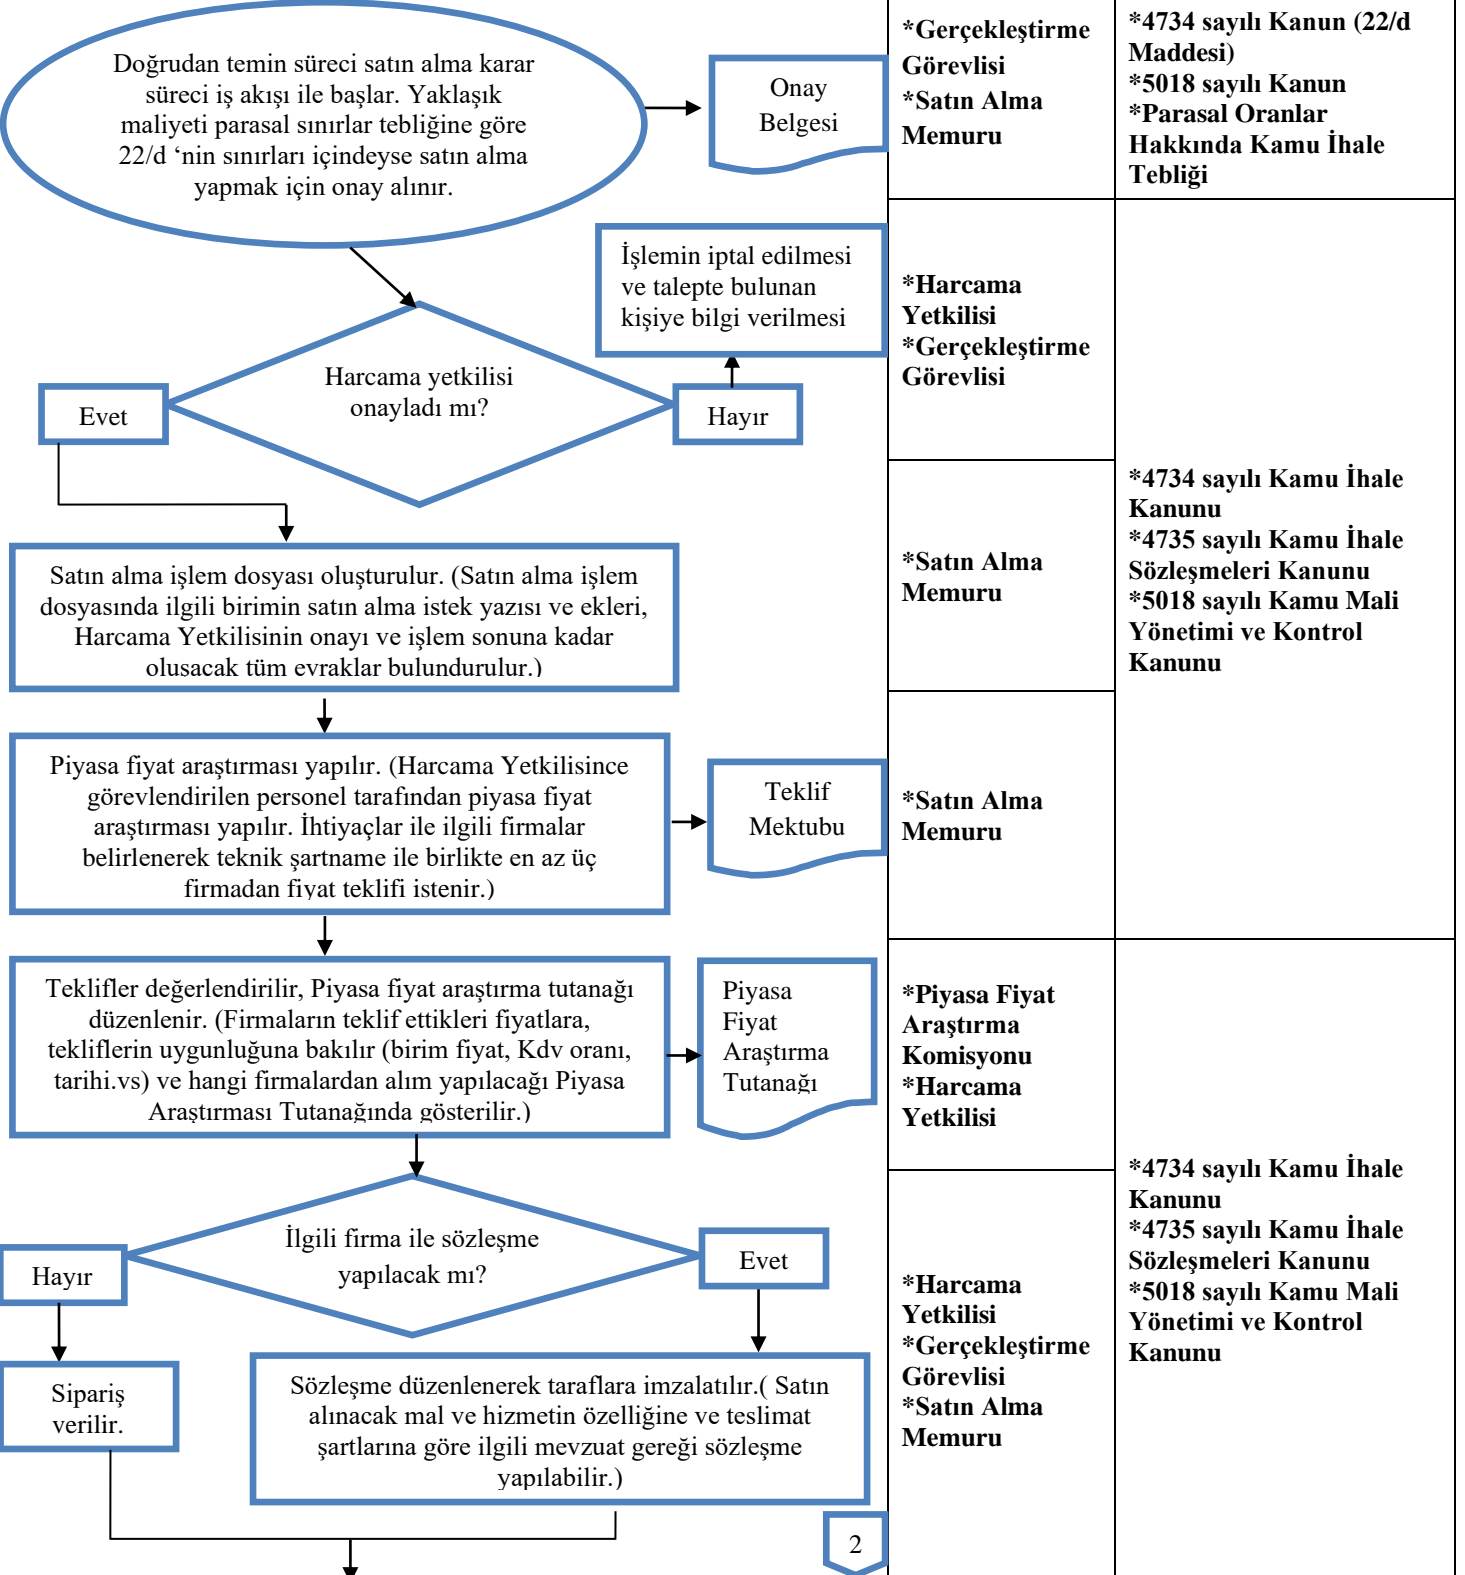 Doğrudan temin süreci satın alma karar
süreci iş akışı ile başlar. Yaklaşık
maliyeti parasal sınırlar tebliğine göre
22/d ‘nin sınırları içindeyse satın alma
yapmak için onay alınır.
Onay
Belgesi
*Gerçekleştirme
Görevlisi
*Satın Alma
Memuru
*4734 sayılı Kanun (22/d
Maddesi)
*5018 sayılı Kanun
*Parasal Oranlar
Hakkında Kamu İhale
Tebliği
İşlemin iptal edilmesi
ve talepte bulunan
kişiye bilgi verilmesi
Harcama yetkilisi
onayladı mı?
Evet
Hayır
*Harcama
Yetkilisi
*Gerçekleştirme
Görevlisi
Satın alma işlem dosyası oluşturulur. (Satın alma işlem
dosyasında ilgili birimin satın alma istek yazısı ve ekleri,
Harcama Yetkilisinin onayı ve işlem sonuna kadar
oluşacak tüm evraklar bulundurulur.)
*Satın Alma
Memuru
*4734 sayılı Kamu İhale
Kanunu
*4735 sayılı Kamu İhale
Sözleşmeleri Kanunu
*5018 sayılı Kamu Mali
Yönetimi ve Kontrol
Kanunu
Piyasa fiyat araştırması yapılır. (Harcama Yetkilisince
görevlendirilen personel tarafından piyasa fiyat
araştırması yapılır. İhtiyaçlar ile ilgili firmalar
belirlenerek teknik şartname ile birlikte en az üç
firmadan fiyat teklifi istenir.)
Teklif
Mektubu
*Satın Alma
Memuru
Teklifler değerlendirilir, Piyasa fiyat araştırma tutanağı
düzenlenir. (Firmaların teklif ettikleri fiyatlara,
tekliflerin uygunluğuna bakılır (birim fiyat, Kdv oranı,
tarihi.vs) ve hangi firmalardan alım yapılacağı Piyasa
Araştırması Tutanağında gösterilir.)
Piyasa
Fiyat
Araştırma
Tutanağı
*Piyasa Fiyat
Araştırma
Komisyonu
*Harcama
Yetkilisi
İlgili firma ile sözleşme
yapılacak mı?
Hayır
Evet
Sipariş
verilir.
Sözleşme düzenlenerek taraflara imzalatılır.( Satın
alınacak mal ve hizmetin özelliğine ve teslimat
şartlarına göre ilgili mevzuat gereği sözleşme
yapılabilir.)
*Harcama
Yetkilisi
*Gerçekleştirme
Görevlisi
*Satın Alma
Memuru
*4734 sayılı Kamu İhale
Kanunu
*4735 sayılı Kamu İhale
Sözleşmeleri Kanunu
*5018 sayılı Kamu Mali
Yönetimi ve Kontrol
Kanunu
2